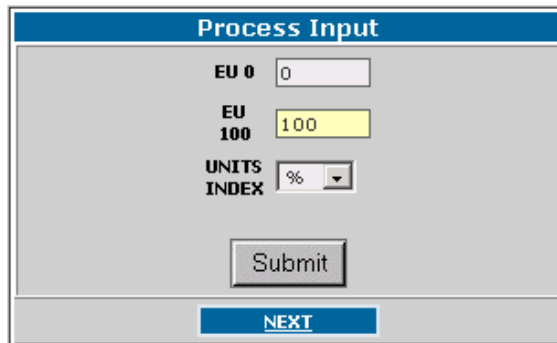 Process Input
EU 0 0
EU
100 100
UNITS
INDEX %
Submit
NEXT